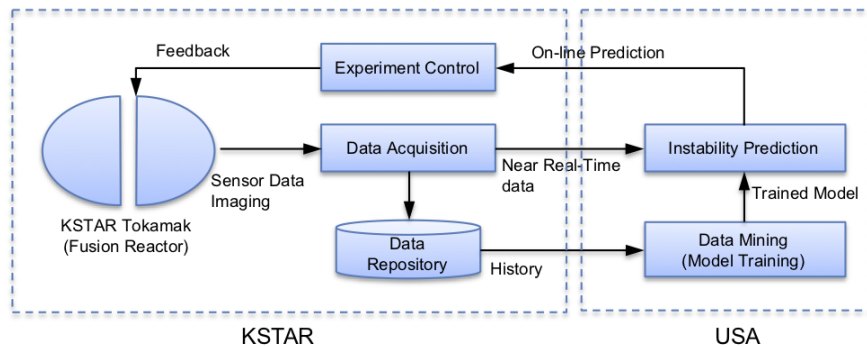 Feedback
Experiment Control
On-line Prediction
Data Acquisition
Instability Prediction
Sensor Data
Imaging
Near Real-Time
data
Trained Model
KSTAR Tokamak
(Fusion Reactor)
Data
Repository
History
Data Mining
(Model Training)
KSTAR
USA